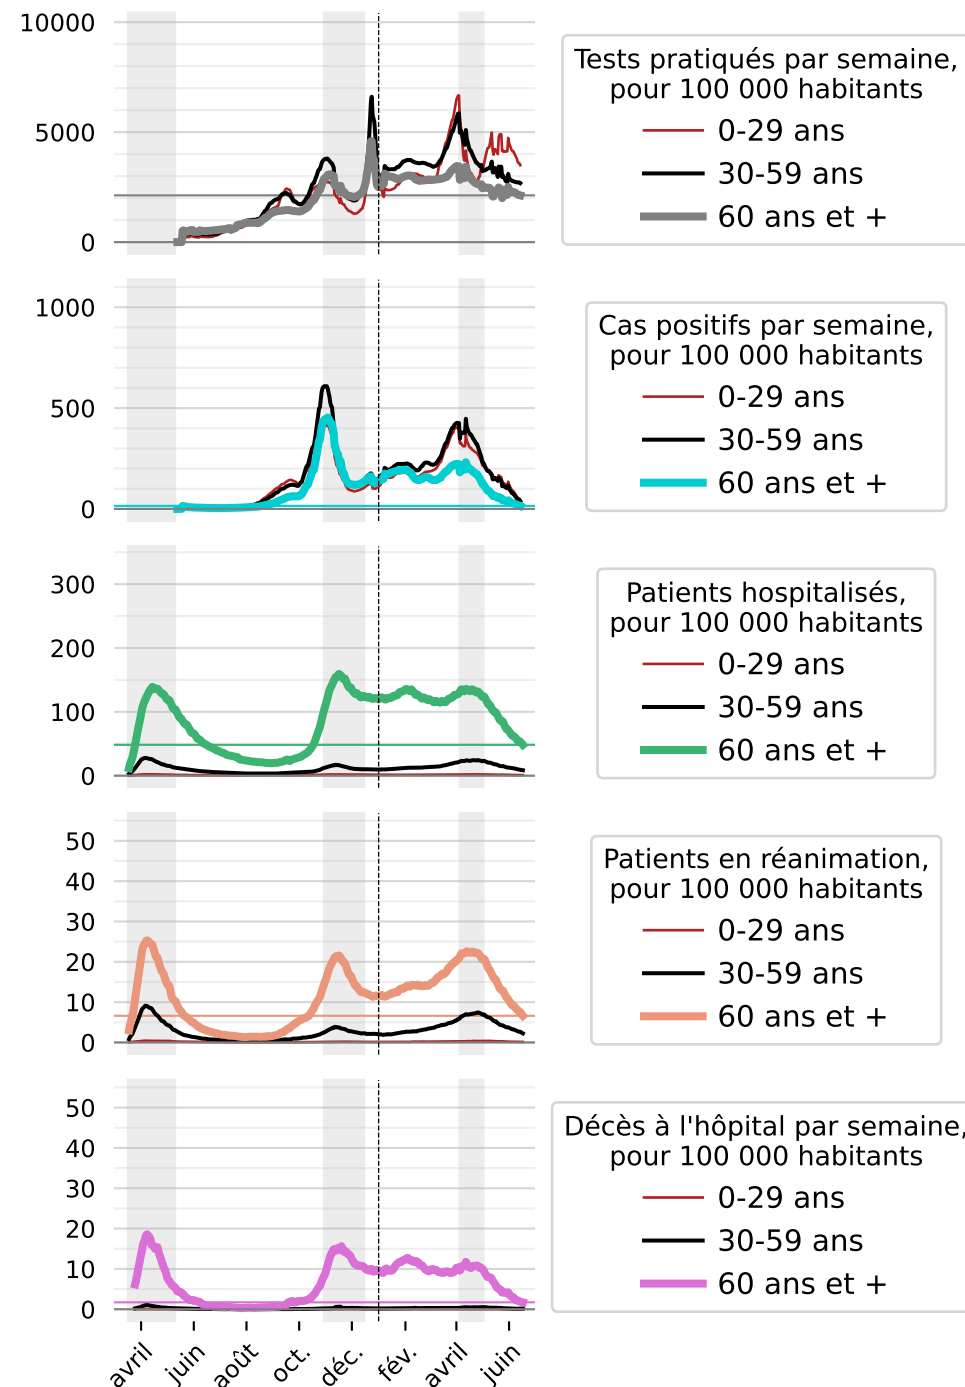 10000
5000
0
Tests pratiqués par semaine,
pour 100 000 habitants
0-29 ans
30-59 ans
60 ans et +
1000
500
0
Cas positifs par semaine,
pour 100 000 habitants
0-29 ans
30-59 ans
60 ans et +
300
200
100
0
Patients hospitalisés,
pour 100 000 habitants
0-29 ans
30-59 ans
60 ans et +
50
40
30
20
10
0
Patients en réanimation,
pour 100 000 habitants
0-29 ans
30-59 ans
60 ans et +
50
40
30
20
10
0
Décès à l'hôpital par semaine,
pour 100 000 habitants
0-29 ans
30-59 ans
60 ans et +
avril juin août oct. déc. fév. avril juin